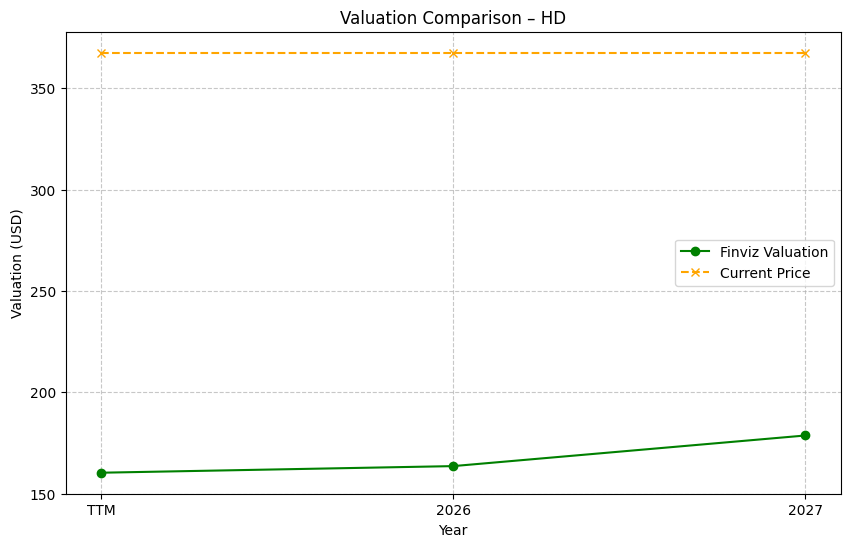 Valuation Comparison – HD
Valuation (USD)
350
300
250
200
150
Finviz Valuation
Current Price
TTM
2026
2027
Year